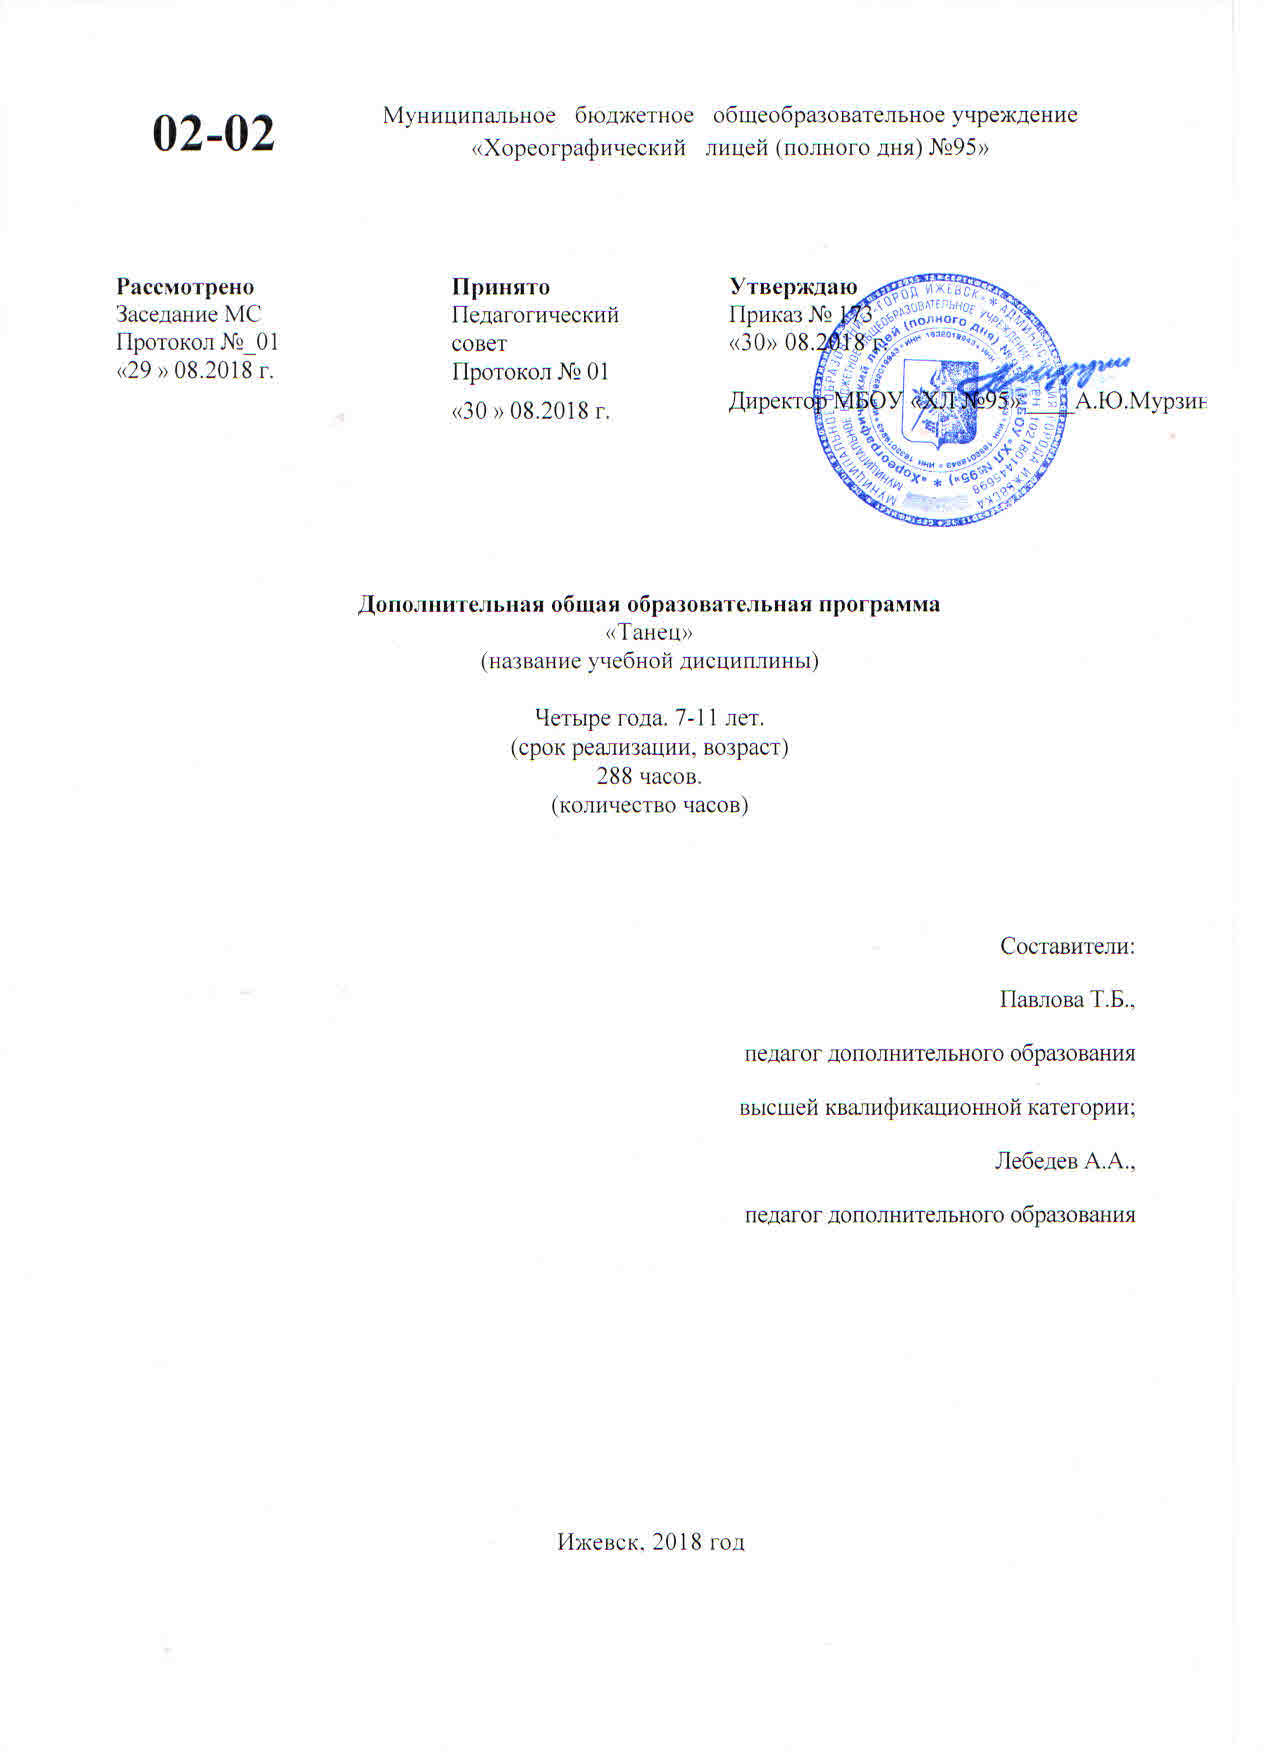 02-02
Муниципальное бюджетное общеобразовательное учреждение
«Хореографический лицей (полного дня) №95»
Рассмотрено
Заседание МС
Протокол №_01
«29 » 08.2018 г.
Принято
Педагогический
совет
Протокол № 01
«30 » 08.2018 г.
Утверждаю
Приказ № 173
«30» 08.2018 г.
Директор МБОУ «ХЛ №95»____А.Ю.Мурзин
Дополнительная общая образовательная программа
«Танец»
(название учебной дисциплины)
Четыре года. 7-11 лет.
(срок реализации, возраст)
288 часов.
(количество часов)
Составители:
Павлова Т.Б.,
педагог дополнительного образования
высшей квалификационной категории;
Лебедев А.А.,
педагог дополнительного образования
Ижевск, 2018 год